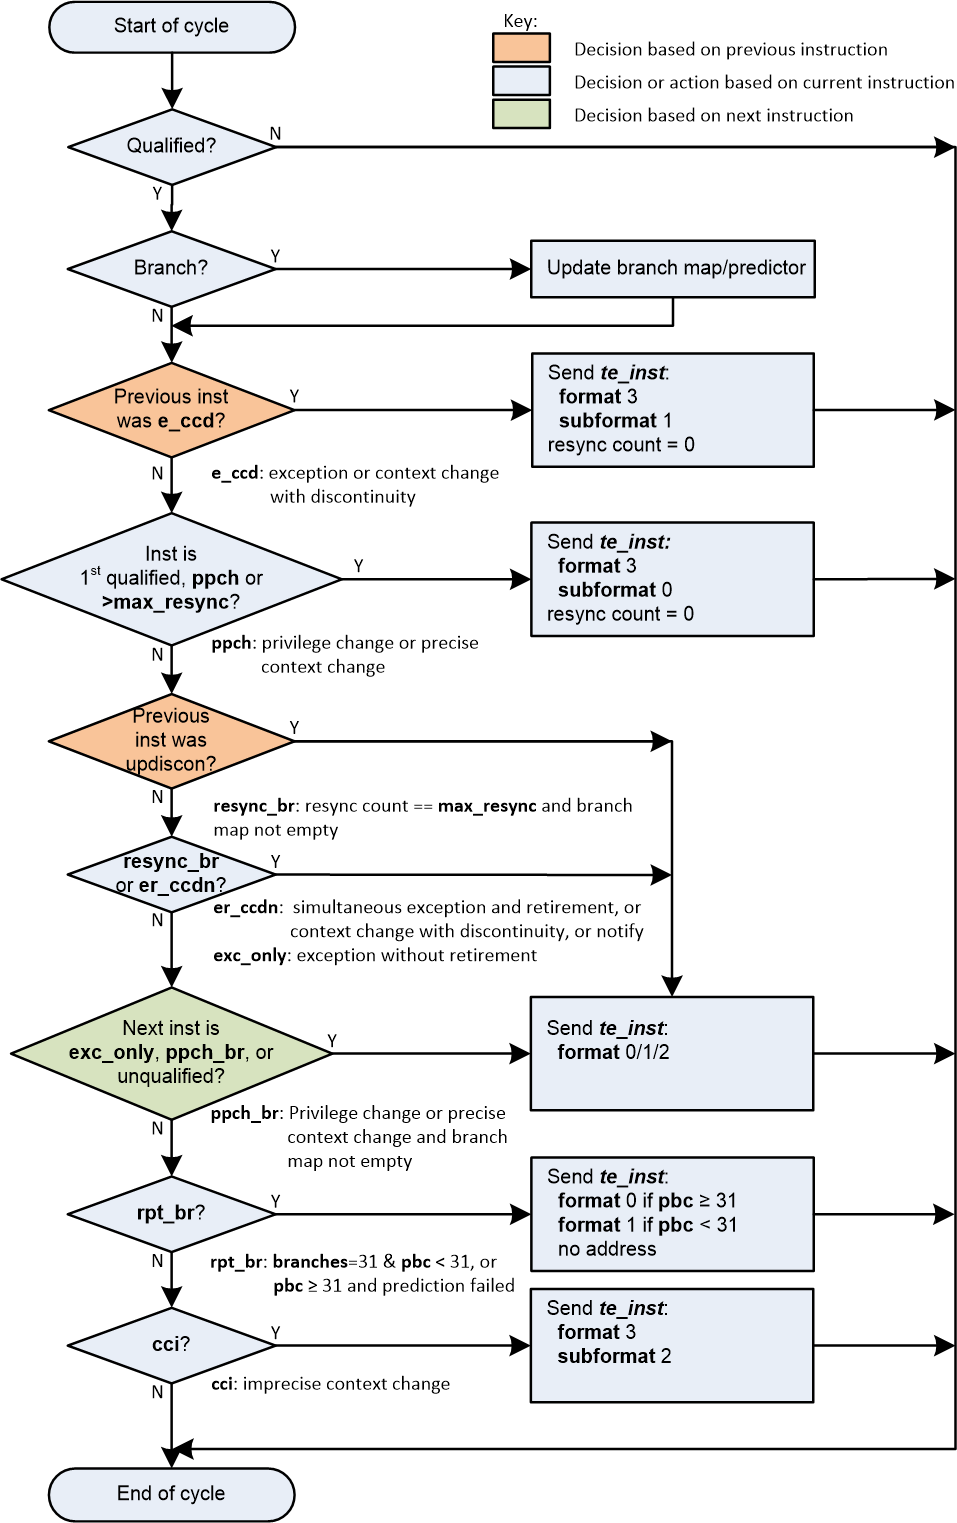 Start of cycle
Key:
Decision based on previous instruction
Decision or action based on current instruction
Decision based on next instruction
Qualified?
N
Y
Branch?
Y
Update branch map/predictor
N
Previous inst
was e_ccd?
Y
Send te_inst:
format 3
subformat 1
resync count = 0
N
e_ccd: exception or context change
with discontinuity
Inst is
1st qualified, ppch or
>max_resync?
Y
Send te_inst:
format 3
subformat 0
resync count = 0
N
ppch: privilege change or precise
context change
Previous
inst was
updiscon?
Y
N
resync_br: resync count == max_resync and branch
map not empty
resync_br
or er_ccdn?
Y
N
er_ccdn: simultaneous exception and retirement, or
context change with discontinuity, or notify
exc_only: exception without retirement
Next inst is
exc_only, ppch_br, or
unqualified?
Y
Send te_inst:
format 0/1/2
N
ppch_br: Privilege change or precise
context change and branch
map not empty
rpt_br?
Y
Send te_inst:
format 0 if pbc ≥ 31
format 1 if pbc < 31
no address
N
rpt_br: branches=31 & pbc < 31, or
pbc ≥ 31 and prediction failed
cci?
Y
Send te_inst:
format 3
subformat 2
N
cci: imprecise context change
End of cycle